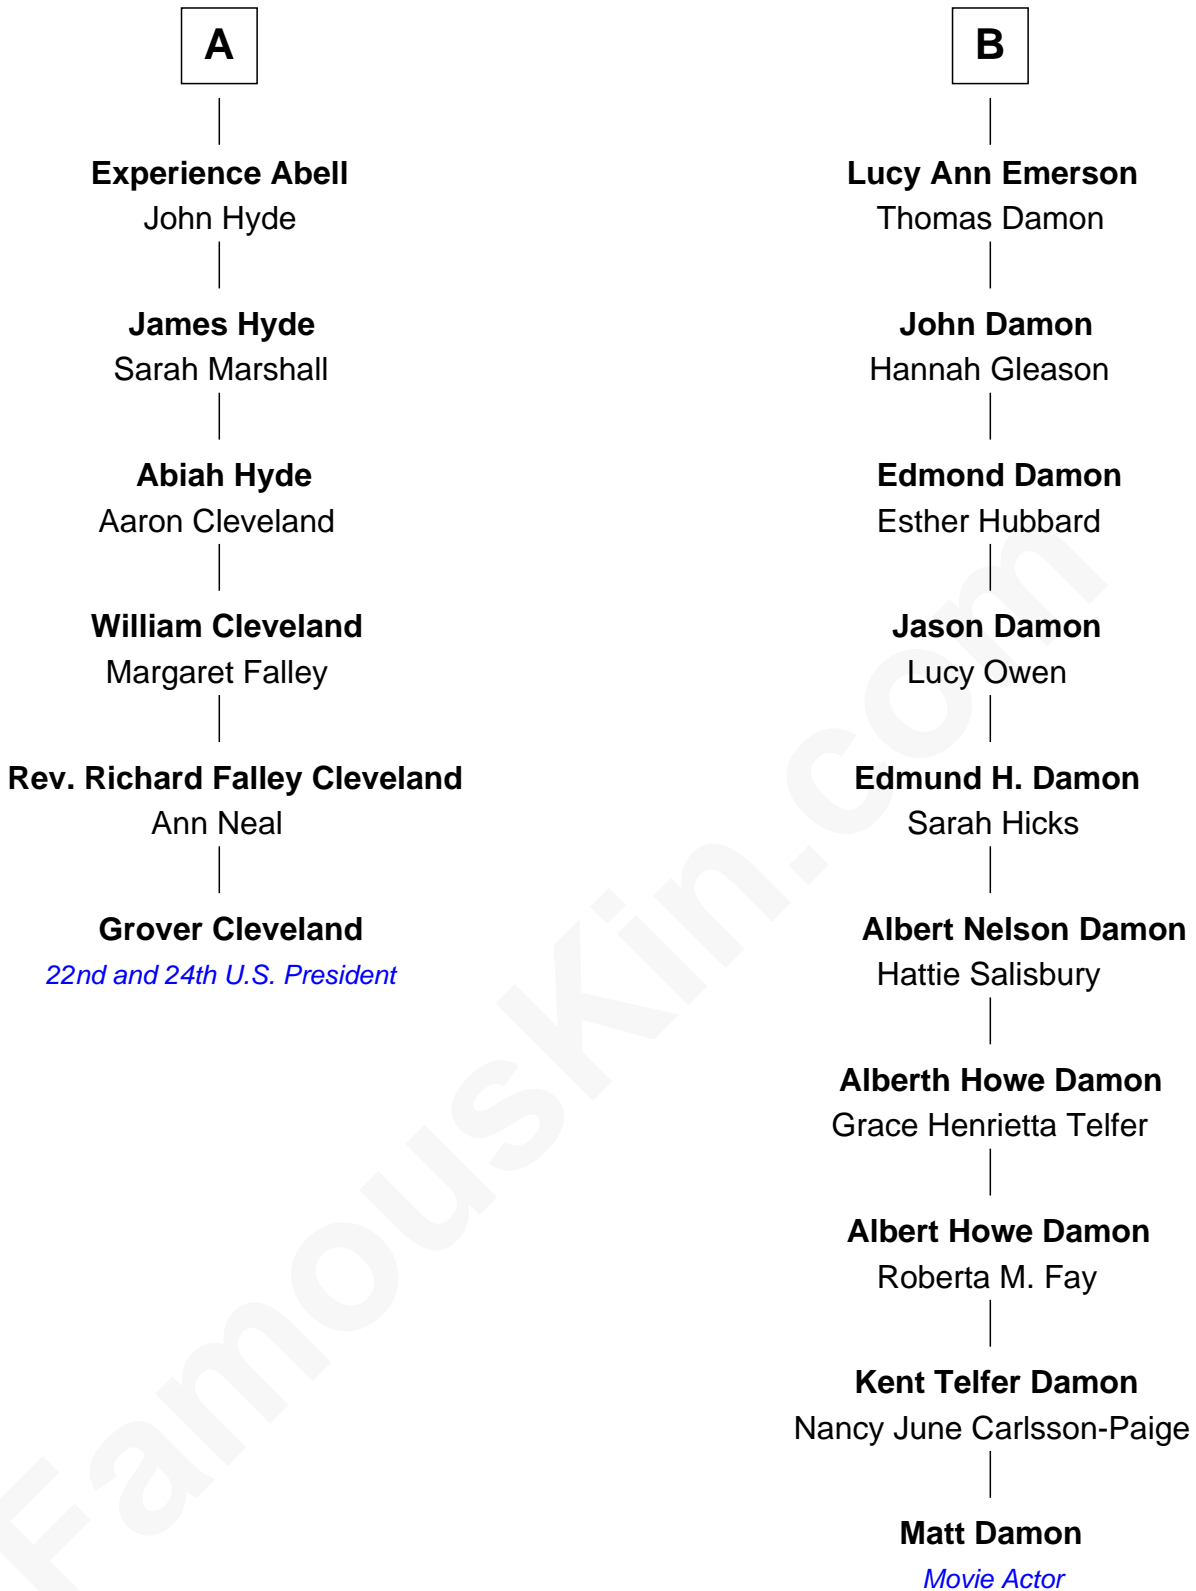 A
Experience Abell
John Hyde
James Hyde
Sarah Marshall
Abiah Hyde
Aaron Cleveland
William Cleveland
Margaret Falley
Rev. Richard Falley Cleveland
Ann Neal
Grover Cleveland
22nd and 24th U.S. President
B
Lucy Ann Emerson
Thomas Damon
John Damon
Hannah Gleason
Edmond Damon
Esther Hubbard
Jason Damon
Lucy Owen
Edmund H. Damon
Sarah Hicks
Albert Nelson Damon
Hattie Salisbury
Alberth Howe Damon
Grace Henrietta Telfer
Albert Howe Damon
Roberta M. Fay
Kent Telfer Damon
Nancy June Carlsson-Paige
Matt Damon
Movie Actor
FamousKin.com